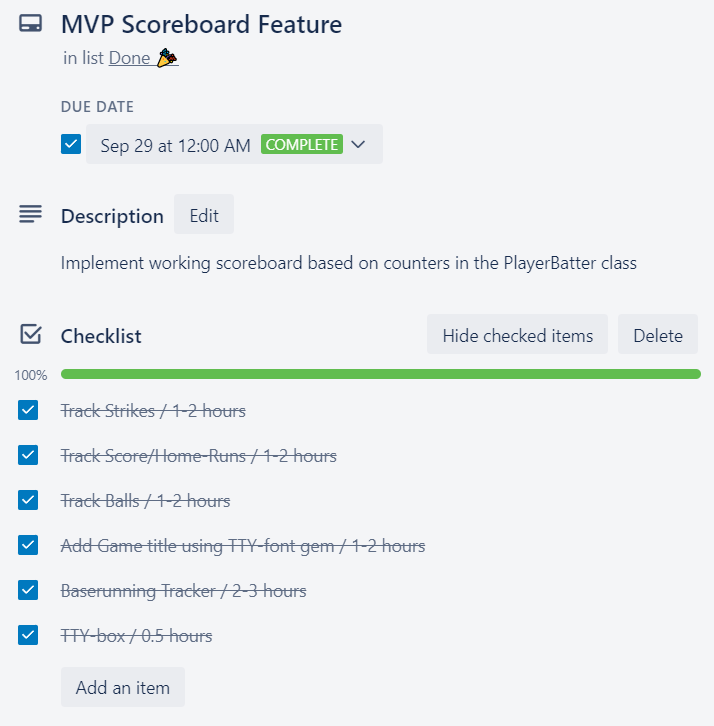 MVP Scoreboard Feature
in list Done 🎉
DUE DATE
Sep 29 at 12:00 AM COMPLETE
Description Edit
Implement working scoreboard based on counters in the PlayerBatter class
Checklist Hide checked items Delete
100%
Track Strikes / 1-2 hours
Track Score/Home-Runs / 1-2 hours
Track Balls / 1-2 hours
Add Game title using TTY-font gem / 1-2 hours
Baserunning Tracker / 2-3 hours
TTY-box / 0.5 hours
Add an item